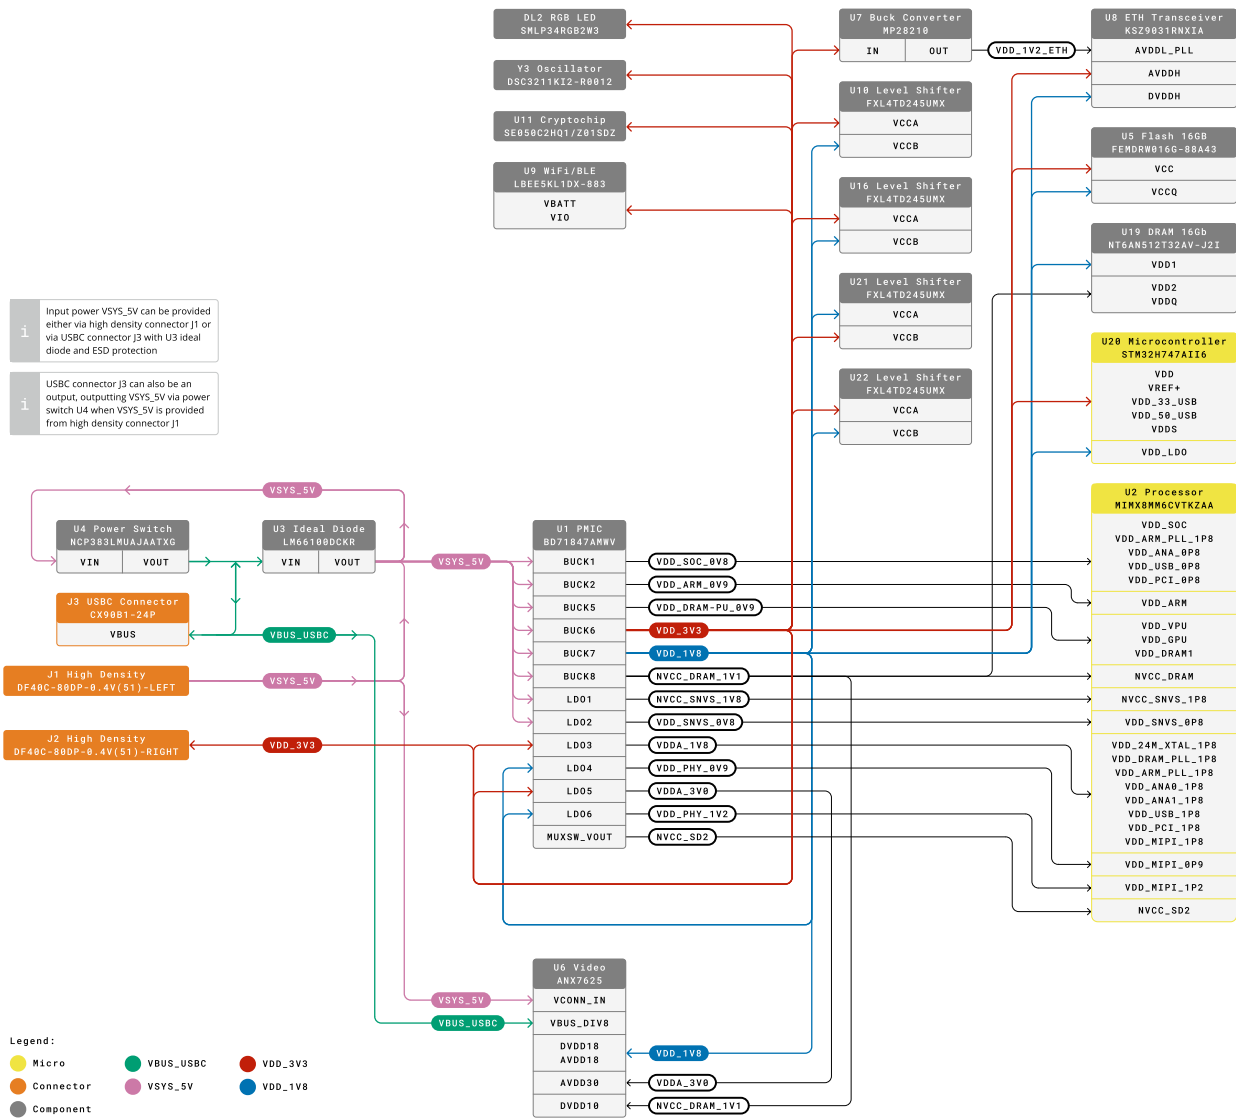 DL2 RGB LED
SMLP34RGB2W3
Y3 Oscillator
DSC3211KI2-R0012
U11 Cryptochip
SE050C2HQ1/Z01SDZ
U9 WiFi/BLE
LBEE5KL1DX-883
VBATT
VIO
U7 Buck Converter
MP28210
IN
OUT
VDD_1V2_ETH
U10 Level Shifter
FXL4TD245UMX
VCCA
VCCB
U16 Level Shifter
FXL4TD245UMX
VCCA
VCCB
U21 Level Shifter
FXL4TD245UMX
VCCA
VCCB
U22 Level Shifter
FXL4TD245UMX
VCCA
VCCB
U8 ETH Transceiver
KSZ9031RNXIA
AVDDL_PLL
AVDDH
DVDDH
U5 Flash 16GB
FEMDRW016G-88A43
VCC
VCCQ
U19 DRAM 16Gb
NT6AN512T32AV-J2I
VDD1
VDD2
VDDQ
U20 Microcontroller
STM32H747AII6
VDD
VREF+
VDD_33_USB
VDD_50_USB
VDDS
VDD_LDO
U2 Processor
MIMX8MM6CVTKZAA
VDD_SOC
VDD_ARM_PLL_1P8
VDD_ANA_0P8
VDD_USB_0P8
VDD_PCI_0P8
VDD_ARM
VDD_VPU
VDD_GPU
VDD_DRAM1
NVCC_DRAM
NVCC_SNVS_1P8
VDD_SNVS_0P8
VDD_24M_XTAL_1P8
VDD_DRAM_PLL_1P8
VDD_ARM_PLL_1P8
VDD_ANA0_1P8
VDD_ANA1_1P8
VDD_USB_1P8
VDD_PCI_1P8
VDD_MIPI_1P8
VDD_MIPI_0P9
VDD_MIPI_1P2
NVCC_SD2
i
Input power VSYS_5V can be provided
either via high density connector J1 or
via USBC connector J3 with U3 ideal
diode and ESD protection
i
USBC connector J3 can also be an
output, outputting VSYS_5V via power
switch U4 when VSYS_5V is provided
from high density connector J1
VSYS_5V
U4 Power Switch
NCP383LMUAJAATXG
VIN
VOUT
U3 Ideal Diode
LM66100DCKR
VIN
VOUT
VSYS_5V
J3 USBC Connector
CX90B1-24P
VBUS
VBUS_USBC
J1 High Density
DF40C-80DP-0.4V(51)-LEFT
VSYS_5V
J2 High Density
DF40C-80DP-0.4V(51)-RIGHT
VDD_3V3
U1 PMIC
BD71847AMWV
BUCK1
VDD_SOC_0V8
BUCK2
VDD_ARM_0V9
BUCK5
VDD_DRAM-PU_0V9
BUCK6
VDD_3V3
BUCK7
VDD_1V8
BUCK8
NVCC_DRAM_1V1
LDO1
NVCC_SNVS_1V8
LDO2
VDD_SNVS_0V8
LDO3
VDDA_1V8
LDO4
VDD_PHY_0V9
LDO5
VDDA_3V0
LDO6
VDD_PHY_1V2
MUXSW_VOUT
NVCC_SD2
U6 Video
ANX7625
VSYS_5V
VCONN_IN
VBUS_USBC
VBUS_DIV8
DVDD18
AVDD18
VDD_1V8
AVDD30
VDDA_3V0
DVDD10
NVCC_DRAM_1V1
Legend:
Micro
VBUS_USBC
VDD_3V3
Connector
VSYS_5V
VDD_1V8
Component